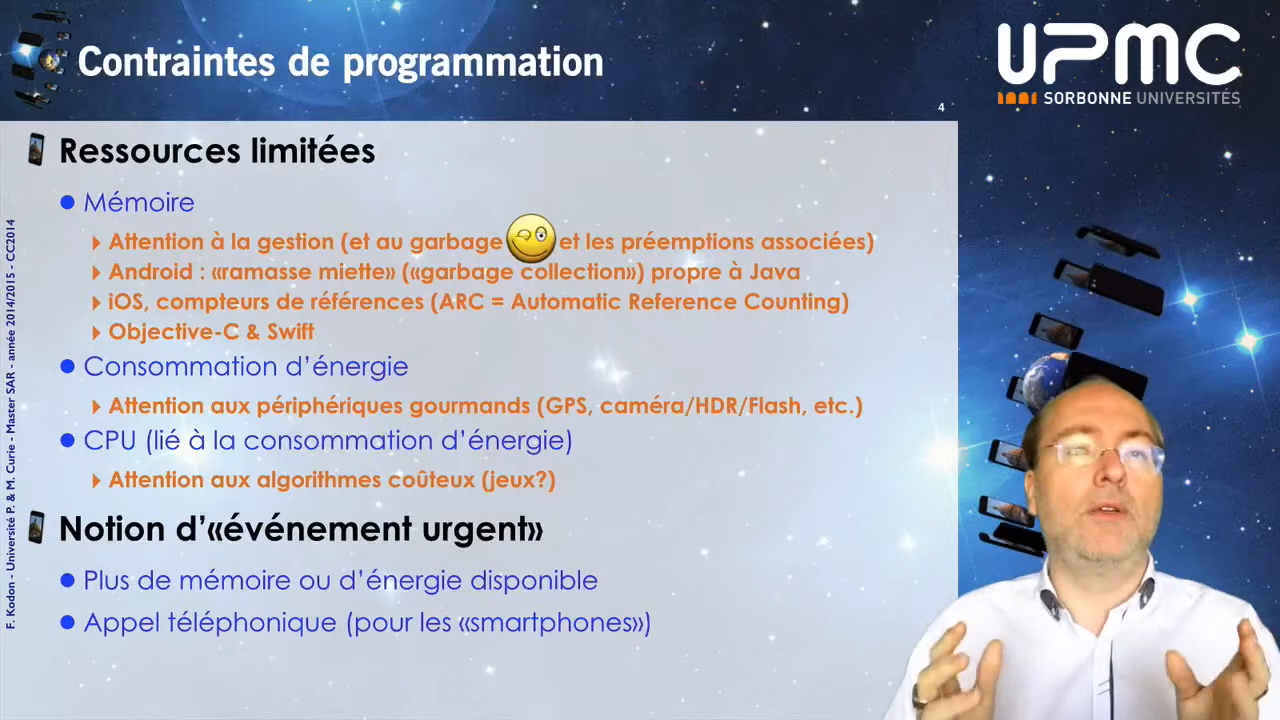 Contraintes de programmation
UPMC
SORBONNE UNIVERSITÉS
4
Ressources limitées
Mémoire
Attention à la gestion (et au garbage et les préemptions associées)
Android : «ramasse miette» («garbage collection») propre à Java
iOS, compteurs de références (ARC = Automatic Reference Counting)
Objective-C & Swift
Consommation d'énergie
Attention aux périphériques gourmands (GPS, caméra/HDR/Flash, etc.)
CPU (lié à la consommation d'énergie)
Attention aux algorithmes coûteux (jeux?)
Notion d'«événement urgent»
Plus de mémoire ou d'énergie disponible
Appel téléphonique (pour les «smartphones»)
F. Kodon - Université P. & M. Curie - Master SAR - année 2014/2015 - CC2014